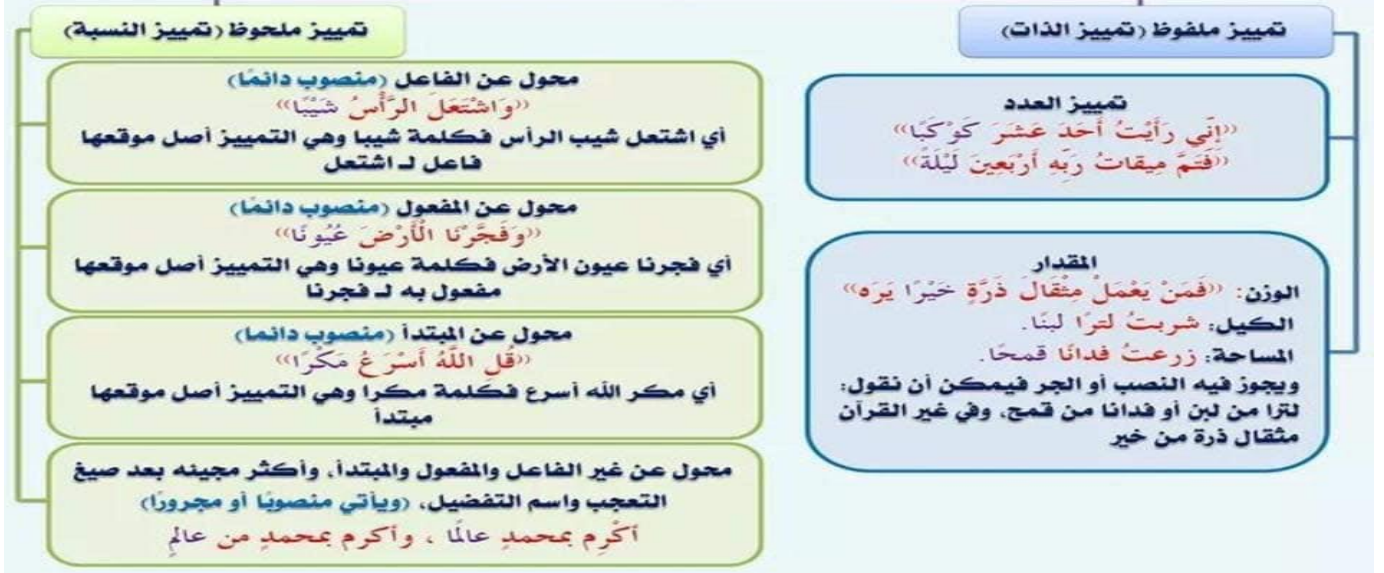 تمييز ملفوظ (تمييز الذات)
تمييز العدد
«إِنِّي رَأَيْتُ أَحَدَ عَشَرَ كَوْكَبًا»
«فَتَمَّ مِيقَاتُ رَبِّهِ أَرْبَعِينَ لَيْلَةً»
المقدار
الوزن: «فَمَنْ يَعْمَلْ مِثْقَالَ ذَرَّةٍ خَيْرًا يَرَه»
الكيل: شربتُ لترًا لبنًا.
المساحة: زرعتُ فدانًا قمحًا.
ويجوز فيه النصب أو الجر فيمكن أن نقول:
لترا من لبن أو فدانا من قمح، وفي غير القرآن
مثقال ذرة من خير
تمييز ملحوظ (تمييز النسبة)
محول عن الفاعل (منصوب دائمًا)
«وَاشْتَعَلَ الرَّأْسُ شَيْبًا»
أي اشتعل شيب الرأس فكلمة شيبا وهي التمييز أصل موقعها
فاعل لـ اشتعل
محول عن المفعول (منصوب دائمًا)
«وَفَجَّرْنَا الْأَرْضَ عُيُونًا»
أي فجرنا عيون الأرض فكلمة عيونا وهي التمييز أصل موقعها
مفعول به لـ فجرنا
محول عن المبتدأ (منصوب دائما)
«قُلِ اللَّهُ أَسْرَعُ مَكْرًا»
أي مكر الله أسرع فكلمة مكرا وهي التمييز أصل موقعها
مبتدأ
محول عن غير الفاعل والمفعول والمبتدأ، وأكثر مجيئه بعد صيغ
التعجب واسم التفضيل، (ويأتي منصوبًا أو مجرورًا)
أكْرِم بمحمدٍ عالمًا ، وأكرم بمحمدٍ من عالمٍ